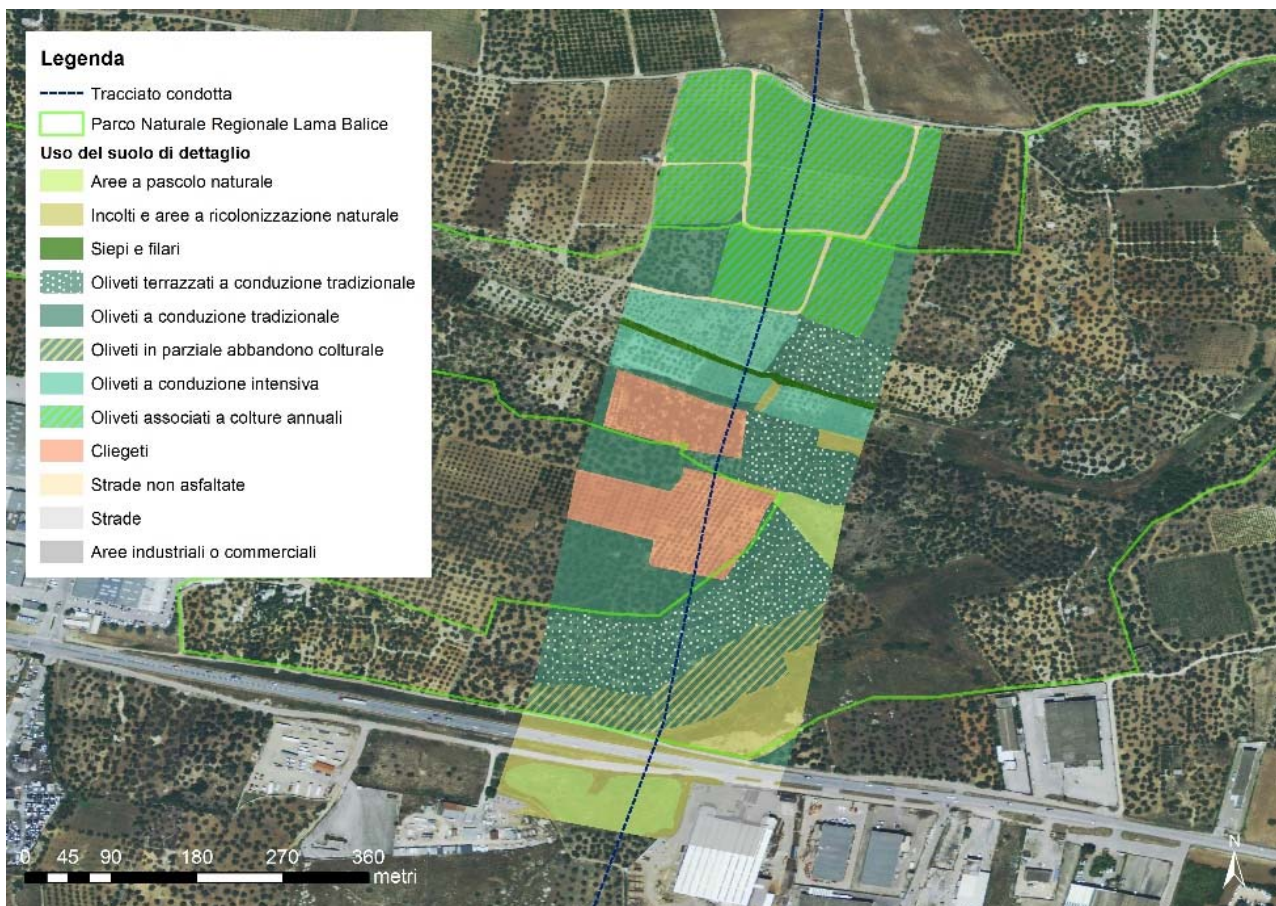 Legenda
Tracciato condotta
Parco Naturale Regionale Lama Balice
Uso del suolo di dettaglio
Aree a pascolo naturale
Incolti e aree a ricolonizzazione naturale
Siepi e filari
Oliveti terrazzati a conduzione tradizionale
Oliveti a conduzione tradizionale
Oliveti in parziale abbandono colturale
Oliveti a conduzione intensiva
Oliveti associati a colture annuali
Cliegeti
Strade non asfaltate
Strade
Aree industriali o commerciali
0 45 90 180 270 360
metri
N